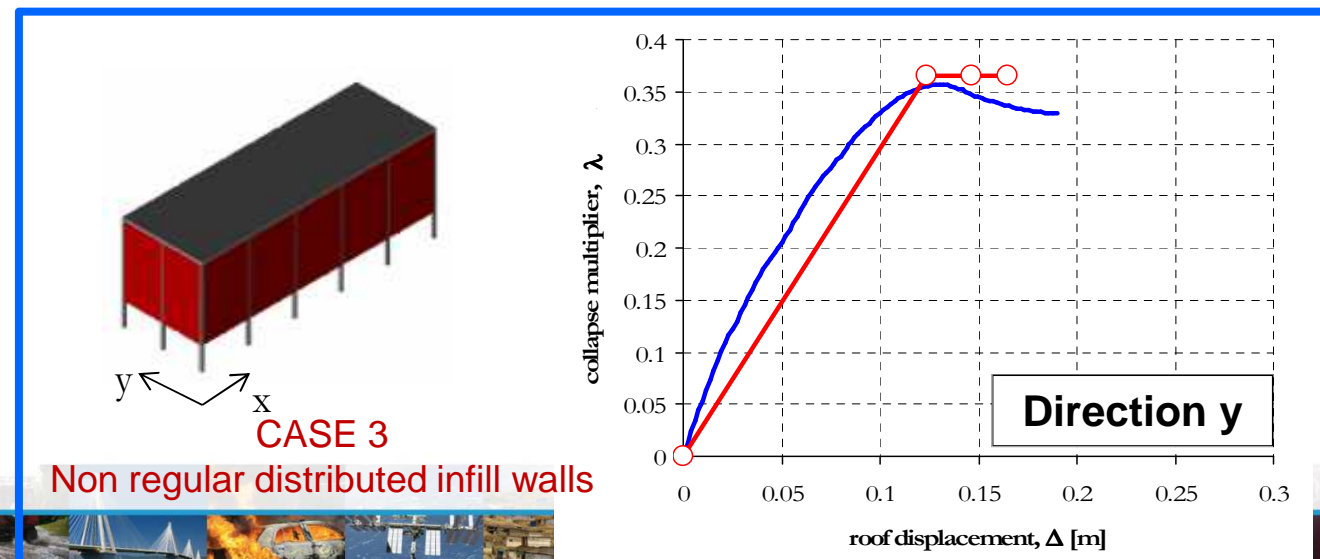 y
x
CASE 3
Non regular distributed infill walls
collapse multiplier, λ
0.4
0.35
0.3
0.25
0.2
0.15
0.1
0.05
0
0 0.05 0.1 0.15 0.2 0.25 0.3
roof displacement, Δ [m]
Direction y